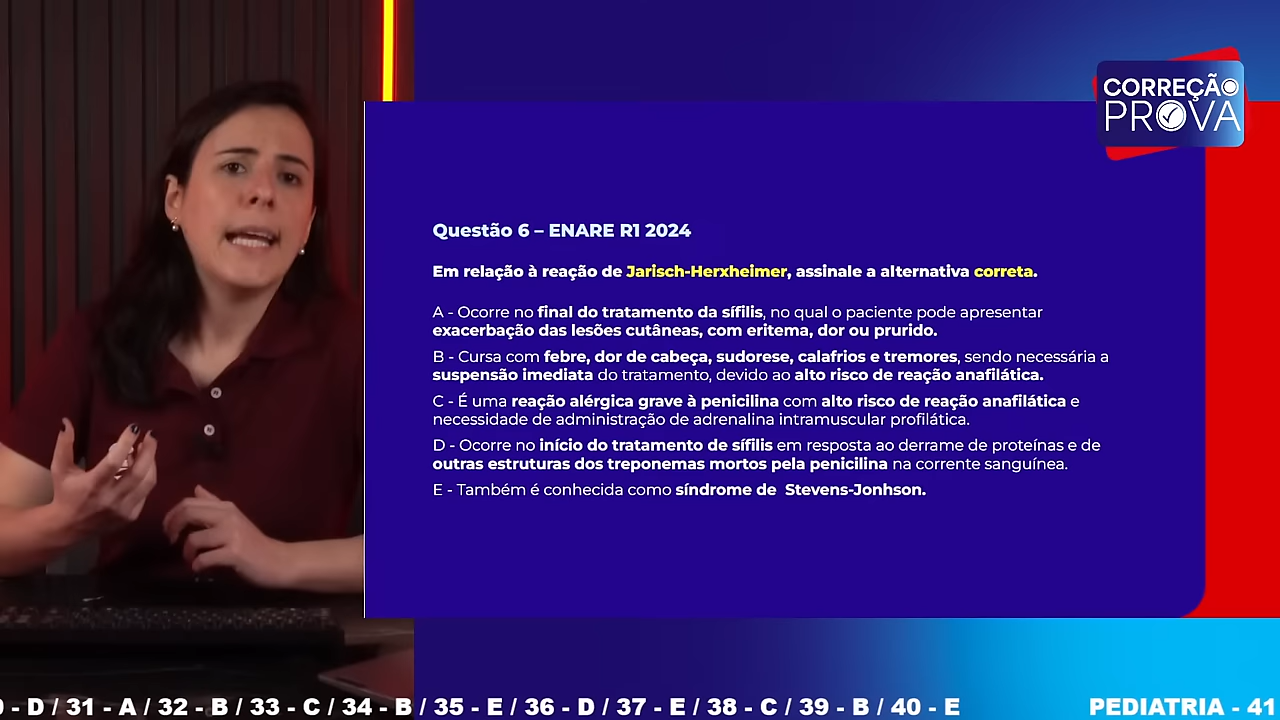 CORREÇÃO
PROVA
Questão 6 – ENARE R1 2024
Em relação à reação de Jarisch-Herxheimer, assinale a alternativa correta.
A - Ocorre no final do tratamento da sífilis, no qual o paciente pode apresentar
exacerbação das lesões cutâneas, com eritema, dor ou prurido.
B - Cursa com febre, dor de cabeça, sudorese, calafrios e tremores, sendo necessária a
suspensão imediata do tratamento, devido ao alto risco de reação anafilática.
C - É uma reação alérgica grave à penicilina com alto risco de reação anafilática e
necessidade de administração de adrenalina intramuscular profilática.
D - Ocorre no início do tratamento de sífilis em resposta ao derrame de proteínas e de
outras estruturas dos treponemas mortos pela penicilina na corrente sanguínea.
E - Também é conhecida como síndrome de Stevens-Jonhson.
- D / 31 - A / 32 - B / 33 - C / 34 - B / 35 - E / 36 - D / 37 - E / 38 - C / 39 - B / 40 - E PEDIATRIA - 41